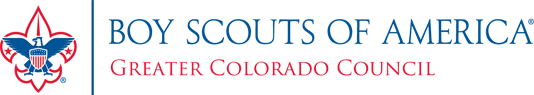 BOY SCOUTS OF AMERICA®
GREATER COLORADO COUNCIL
®